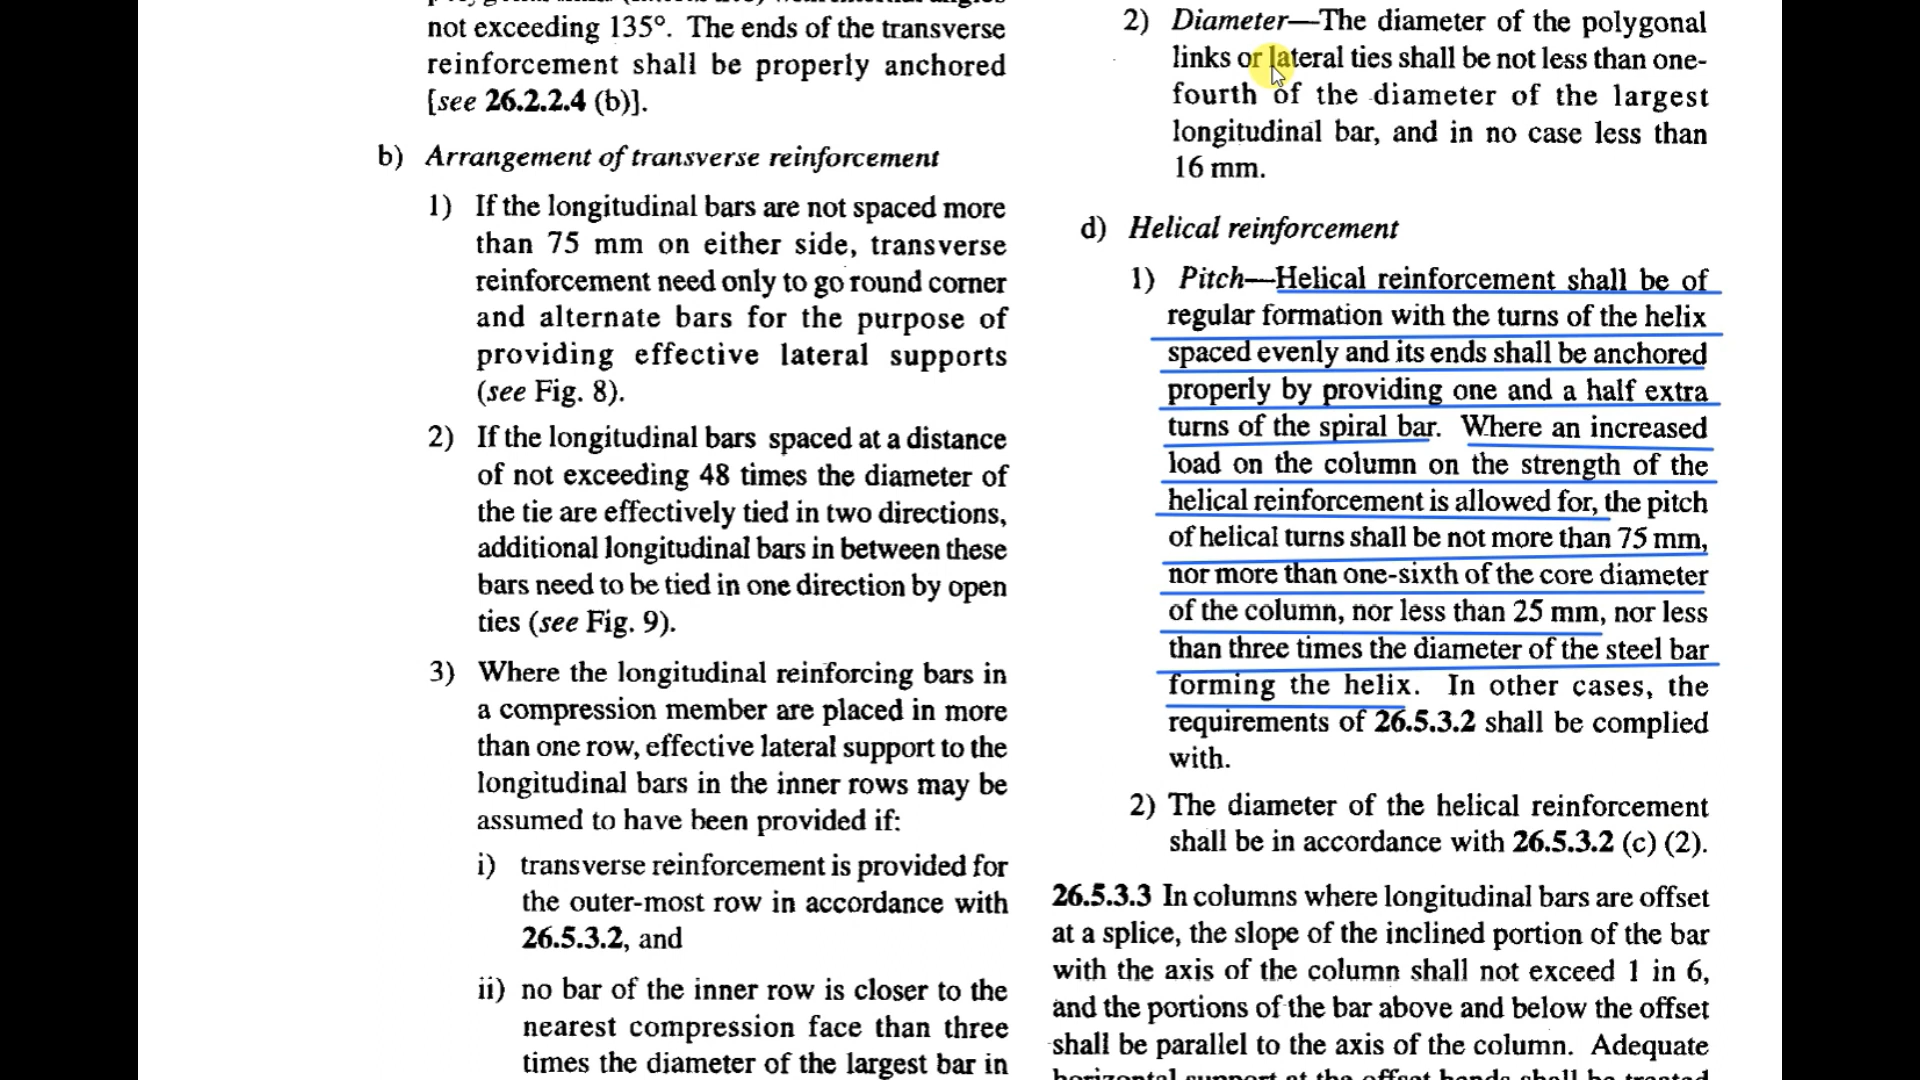 not exceeding 135°. The ends of the transverse
reinforcement shall be properly anchored
[see 26.2.2.4 (b)].
b) Arrangement of transverse reinforcement
1) If the longitudinal bars are not spaced more
than 75 mm on either side, transverse
reinforcement need only to go round corner
and alternate bars for the purpose of
providing effective lateral supports
(see Fig. 8).
2) If the longitudinal bars spaced at a distance
of not exceeding 48 times the diameter of
the tie are effectively tied in two directions,
additional longitudinal bars in between these
bars need to be tied in one direction by open
ties (see Fig. 9).
3) Where the longitudinal reinforcing bars in
a compression member are placed in more
than one row, effective lateral support to the
longitudinal bars in the inner rows may be
assumed to have been provided if:
i) transverse reinforcement is provided for
the outer-most row in accordance with
26.5.3.2, and
ii) no bar of the inner row is closer to the
nearest compression face than three
times the diameter of the largest bar in
2) Diameter—The diameter of the polygonal
links or lateral ties shall be not less than one-
fourth of the diameter of the largest
longitudinal bar, and in no case less than
16 mm.
d) Helical reinforcement
1) Pitch—Helical reinforcement shall be of
regular formation with the turns of the helix
spaced evenly and its ends shall be anchored
properly by providing one and a half extra
turns of the spiral bar. Where an increased
load on the column on the strength of the
helical reinforcement is allowed for, the pitch
of helical turns shall be not more than 75 mm,
nor more than one-sixth of the core diameter
of the column, nor less than 25 mm, nor less
than three times the diameter of the steel bar
forming the helix. In other cases, the
requirements of 26.5.3.2 shall be complied
with.
2) The diameter of the helical reinforcement
shall be in accordance with 26.5.3.2 (c) (2).
26.5.3.3 In columns where longitudinal bars are offset
at a splice, the slope of the inclined portion of the bar
with the axis of the column shall not exceed 1 in 6,
and the portions of the bar above and below the offset
shall be parallel to the axis of the column. Adequate
horizontal support at the offset bends shall be treated